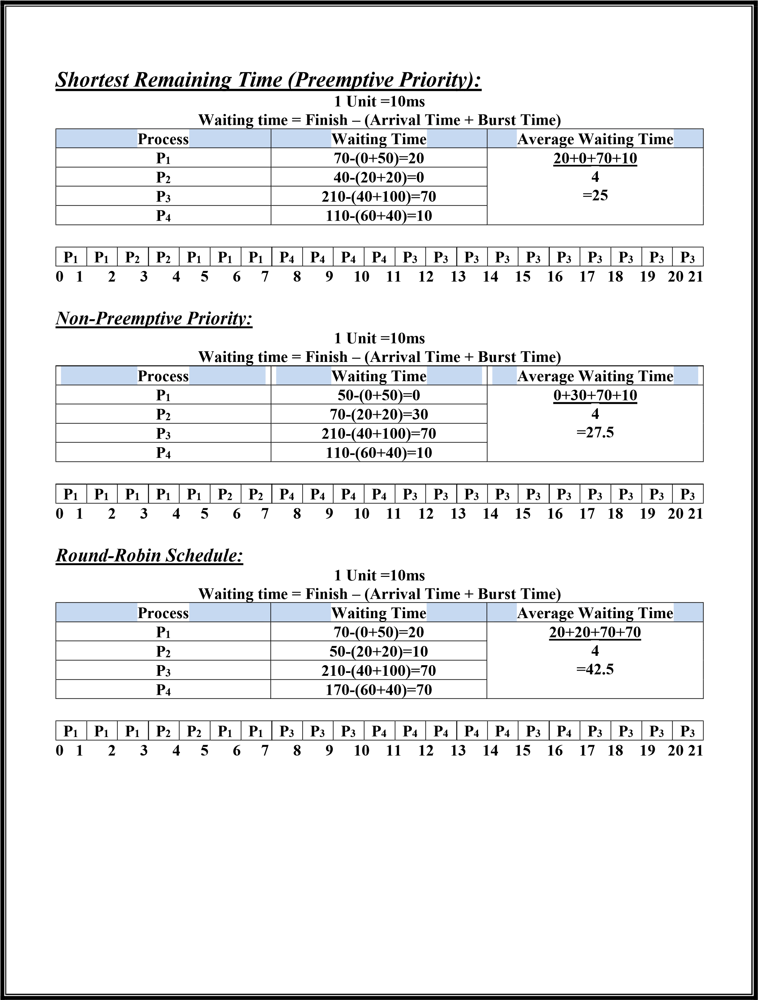 Shortest Remaining Time (Preemptive Priority):
1 Unit =10ms
Waiting time = Finish – (Arrival Time + Burst Time)
Process Waiting Time Average Waiting Time
P1 70-(0+50)=20 20+0+70+10
P2 40-(20+20)=0 4
P3 210-(40+100)=70 =25
P4 110-(60+40)=10
P1 P1 P2 P2 P1 P1 P1 P4 P4 P4 P4 P3 P3 P3 P3 P3 P3 P3 P3 P3 P3
0 1 2 3 4 5 6 7 8 9 10 11 12 13 14 15 16 17 18 19 20 21
Non-Preemptive Priority:
1 Unit =10ms
Waiting time = Finish – (Arrival Time + Burst Time)
Process Waiting Time Average Waiting Time
P1 50-(0+50)=0 0+30+70+10
P2 70-(20+20)=30 4
P3 210-(40+100)=70 =27.5
P4 110-(60+40)=10
P1 P1 P1 P1 P1 P2 P2 P4 P4 P4 P4 P3 P3 P3 P3 P3 P3 P3 P3 P3 P3
0 1 2 3 4 5 6 7 8 9 10 11 12 13 14 15 16 17 18 19 20 21
Round-Robin Schedule:
1 Unit =10ms
Waiting time = Finish – (Arrival Time + Burst Time)
Process Waiting Time Average Waiting Time
P1 70-(0+50)=20 20+20+70+70
P2 50-(20+20)=10 4
P3 210-(40+100)=70 =42.5
P4 170-(60+40)=70
P1 P1 P1 P2 P2 P1 P1 P3 P3 P3 P4 P4 P4 P4 P4 P3 P4 P3 P3 P3 P3
0 1 2 3 4 5 6 7 8 9 10 11 12 13 14 15 16 17 18 19 20 21